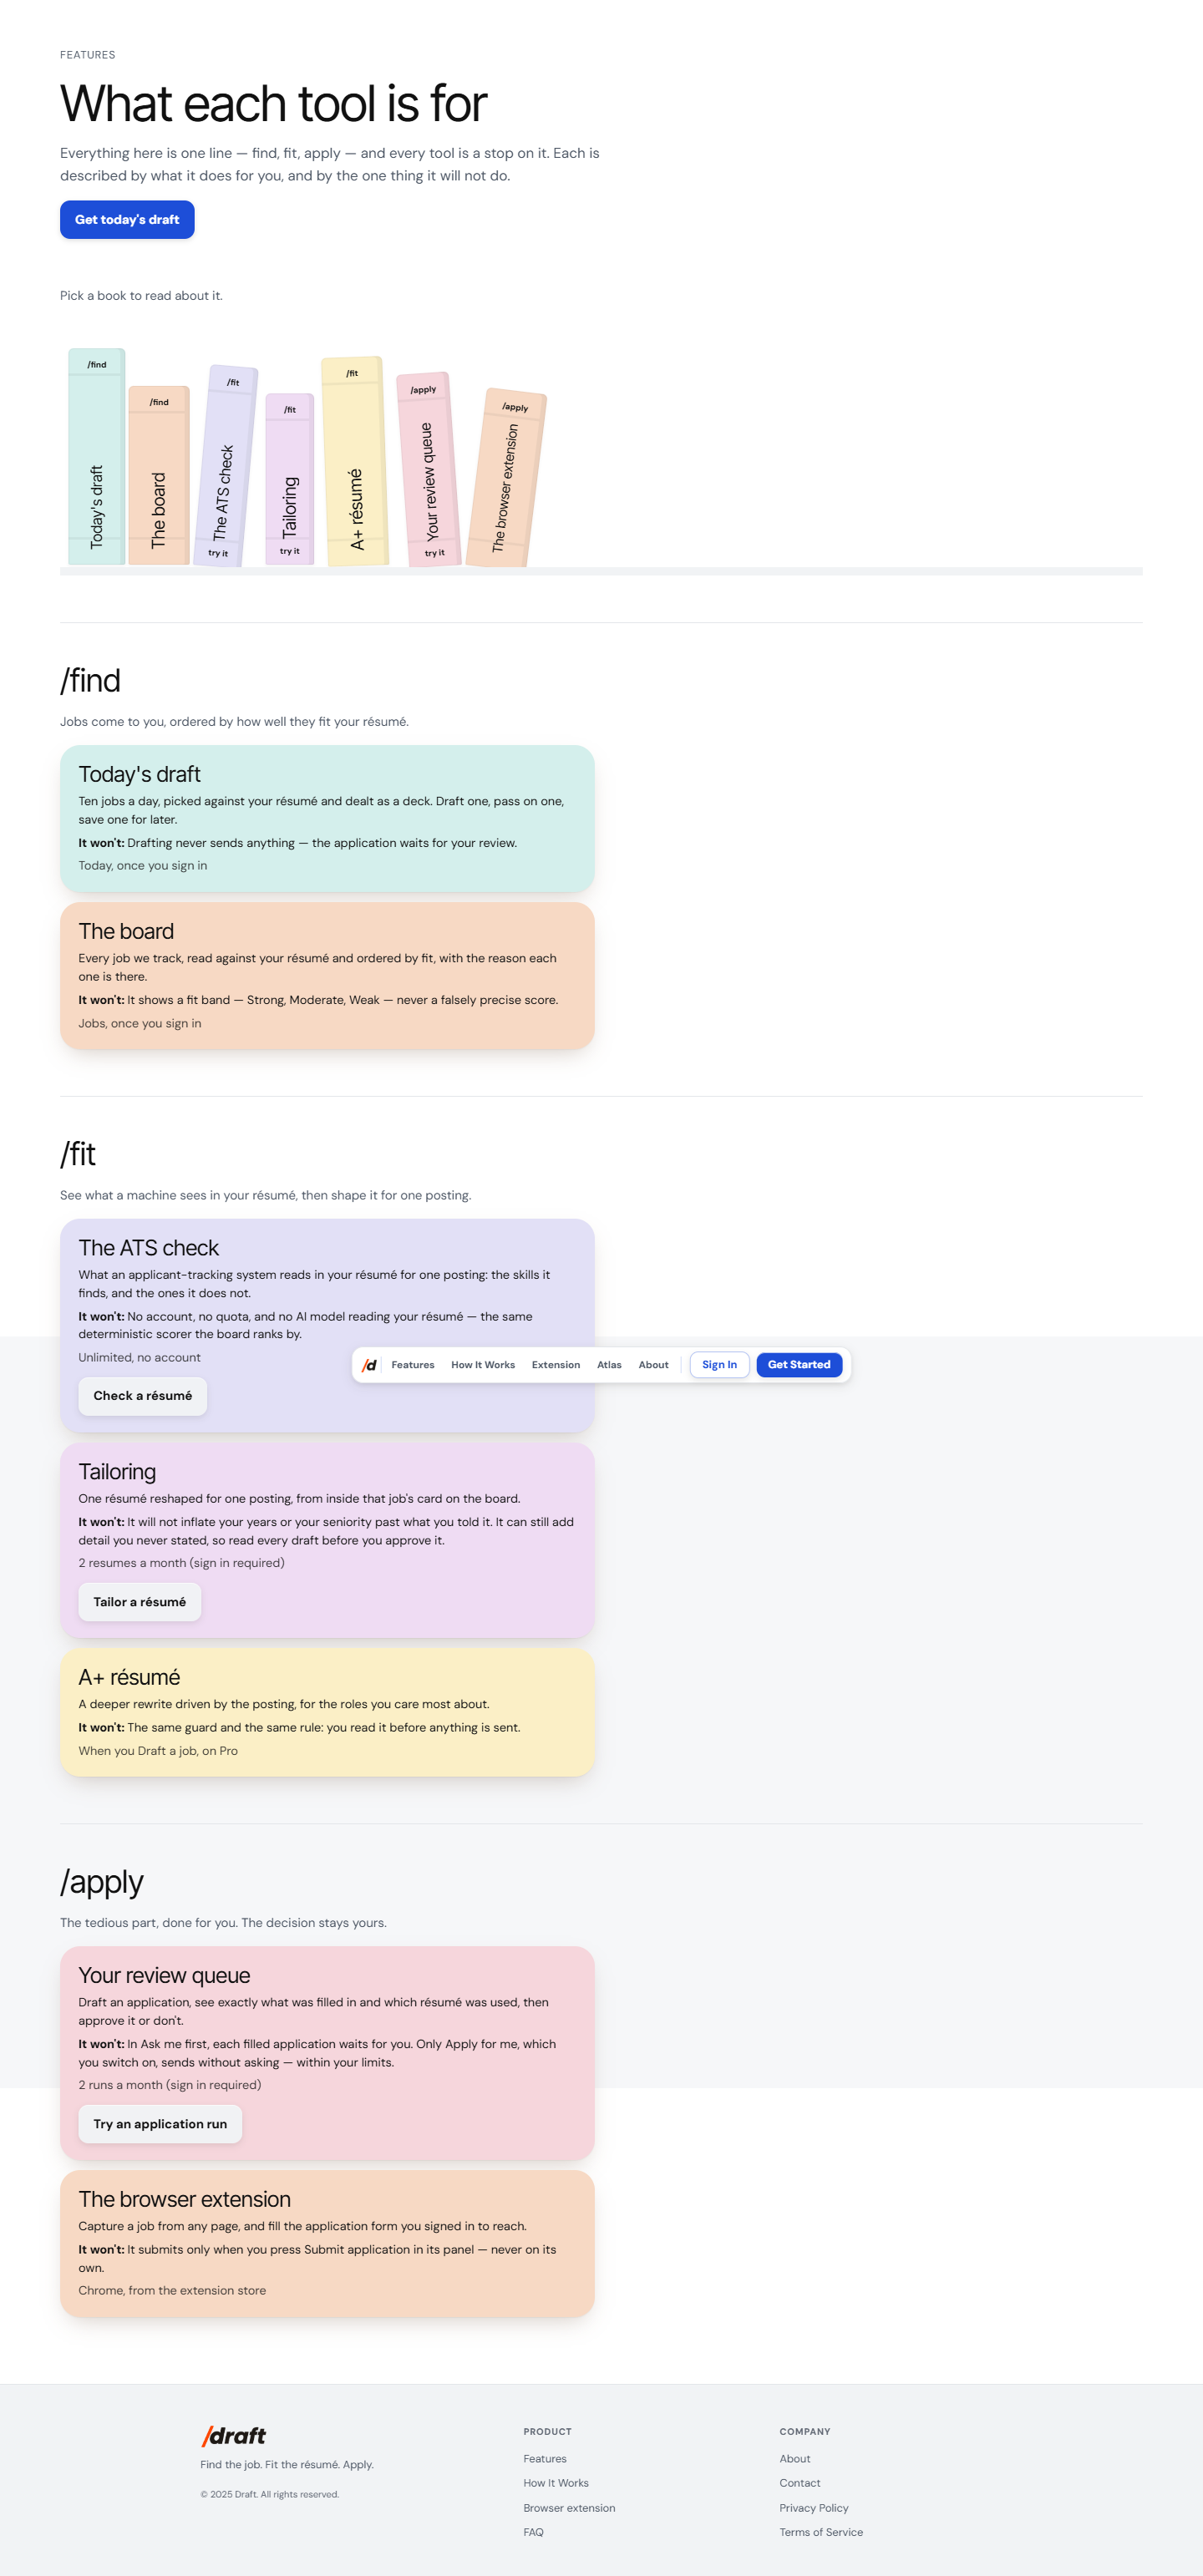 FEATURES
What each tool is for
Everything here is one line — find, fit, apply — and every tool is a stop on it. Each is
described by what it does for you, and by the one thing it will not do.
Get today's draft
Pick a book to read about it.
/find
Today's draft
/find
The board
/fit
The ATS check
try it
/fit
Tailoring
try it
/fit
A+ résumé
/apply
Your review queue
try it
/apply
The browser extension
/find
Jobs come to you, ordered by how well they fit your résumé.
Today's draft
Ten jobs a day, picked against your résumé and dealt as a deck. Draft one, pass on one,
save one for later.
It won't: Drafting never sends anything — the application waits for your review.
Today, once you sign in
The board
Every job we track, read against your résumé and ordered by fit, with the reason each
one is there.
It won't: It shows a fit band — Strong, Moderate, Weak — never a falsely precise score.
Jobs, once you sign in
/fit
See what a machine sees in your résumé, then shape it for one posting.
The ATS check
What an applicant-tracking system reads in your résumé for one posting: the skills it
finds, and the ones it does not.
It won't: No account, no quota, and no AI model reading your résumé — the same
deterministic scorer the board ranks by.
Unlimited, no account
/d Features How It Works Extension Atlas About Sign In Get Started
Check a résumé
Tailoring
One résumé reshaped for one posting, from inside that job's card on the board.
It won't: It will not inflate your years or your seniority past what you told it. It can still add
detail you never stated, so read every draft before you approve it.
2 resumes a month (sign in required)
Tailor a résumé
A+ résumé
A deeper rewrite driven by the posting, for the roles you care most about.
It won't: The same guard and the same rule: you read it before anything is sent.
When you Draft a job, on Pro
/apply
The tedious part, done for you. The decision stays yours.
Your review queue
Draft an application, see exactly what was filled in and which résumé was used, then
approve it or don't.
It won't: In Ask me first, each filled application waits for you. Only Apply for me, which
you switch on, sends without asking — within your limits.
2 runs a month (sign in required)
Try an application run
The browser extension
Capture a job from any page, and fill the application form you signed in to reach.
It won't: It submits only when you press Submit application in its panel — never on its
own.
Chrome, from the extension store
/draft
Find the job. Fit the résumé. Apply.
© 2025 Draft. All rights reserved.
PRODUCT
Features
How It Works
Browser extension
FAQ
COMPANY
About
Contact
Privacy Policy
Terms of Service